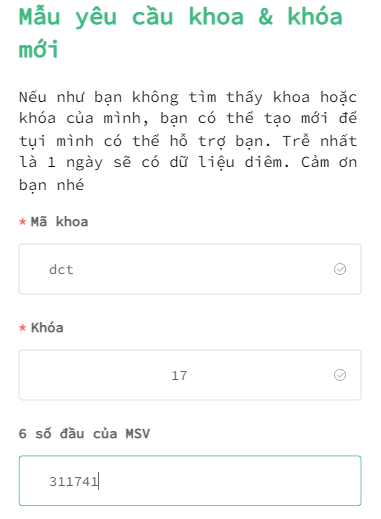 Mẫu yêu cầu khoa & khóa
mới
Nếu như bạn không tìm thấy khoa hoặc
khóa của mình, bạn có thể tạo mới để
tụi mình có thể hỗ trợ bạn. Trễ nhất
là 1 ngày sẽ có dữ liệu diêm. Cảm ơn
bạn nhé
* Mã khoa
dct
* Khóa
17
6 số đầu của MSV
311741